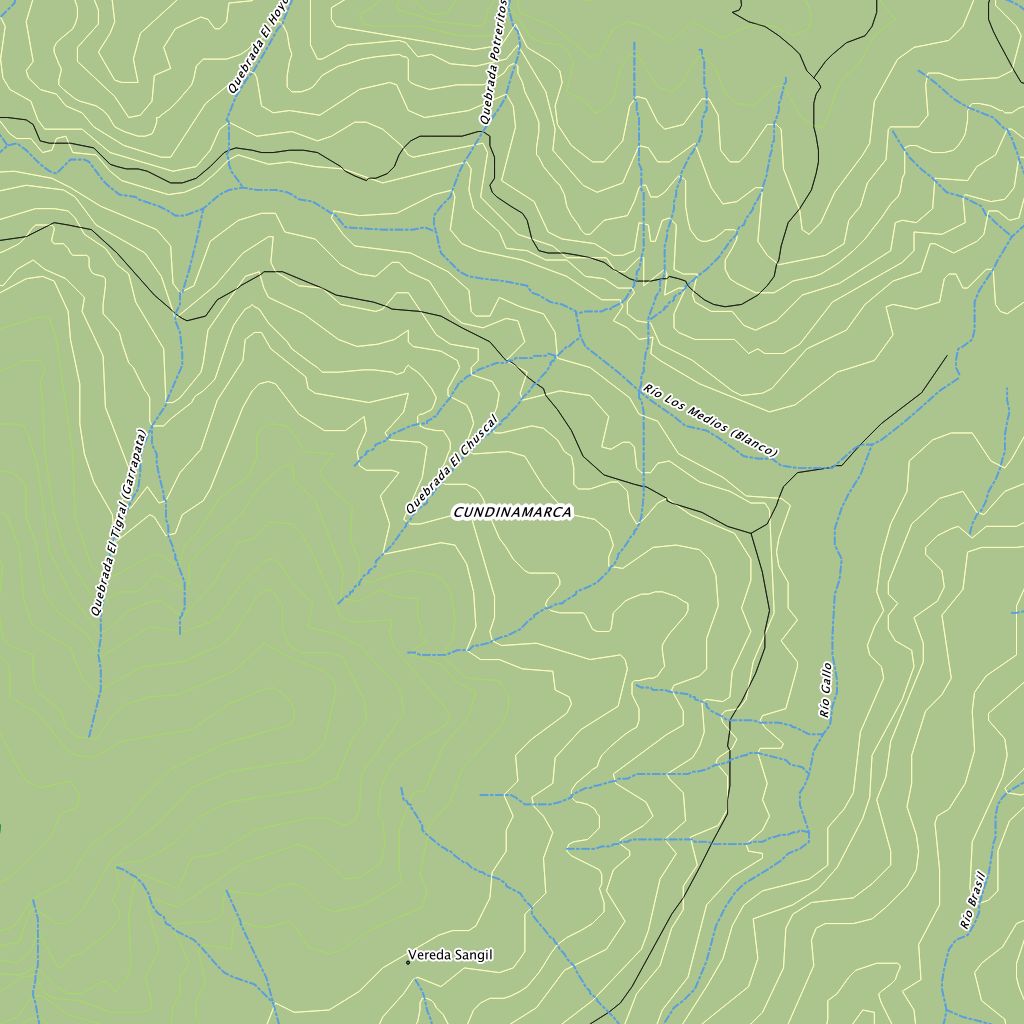 Quebrada El Hoyo
Quebrada Potreritos
Río Los Medios (Blanco)
Quebrada El Chuscal
Quebrada El Tigral (Garrapata)
CUNDINAMARCA
Río Gallo
Río Brasil
Vereda Sangil